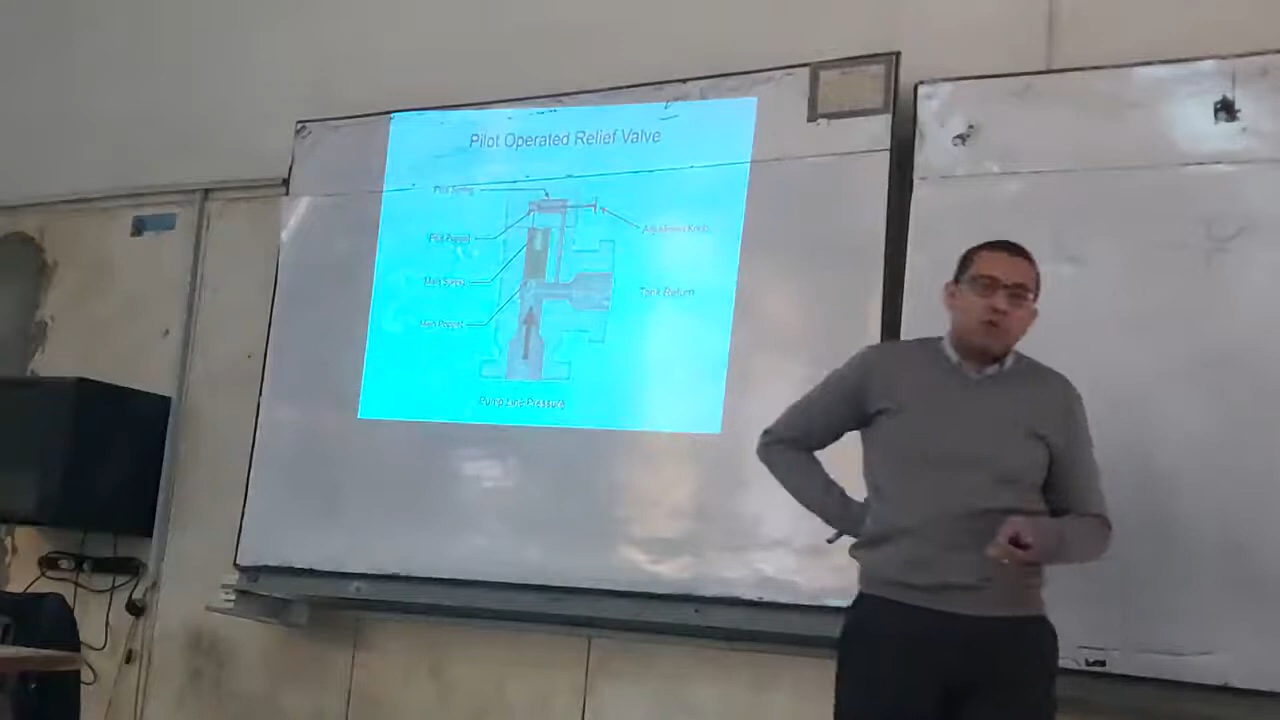 Pilot Operated Relief Valve
Pilot Spring
Pilot Poppet
Adjustment Knob
Main Spring
Tank Return
Main Poppet
Pump Line Pressure